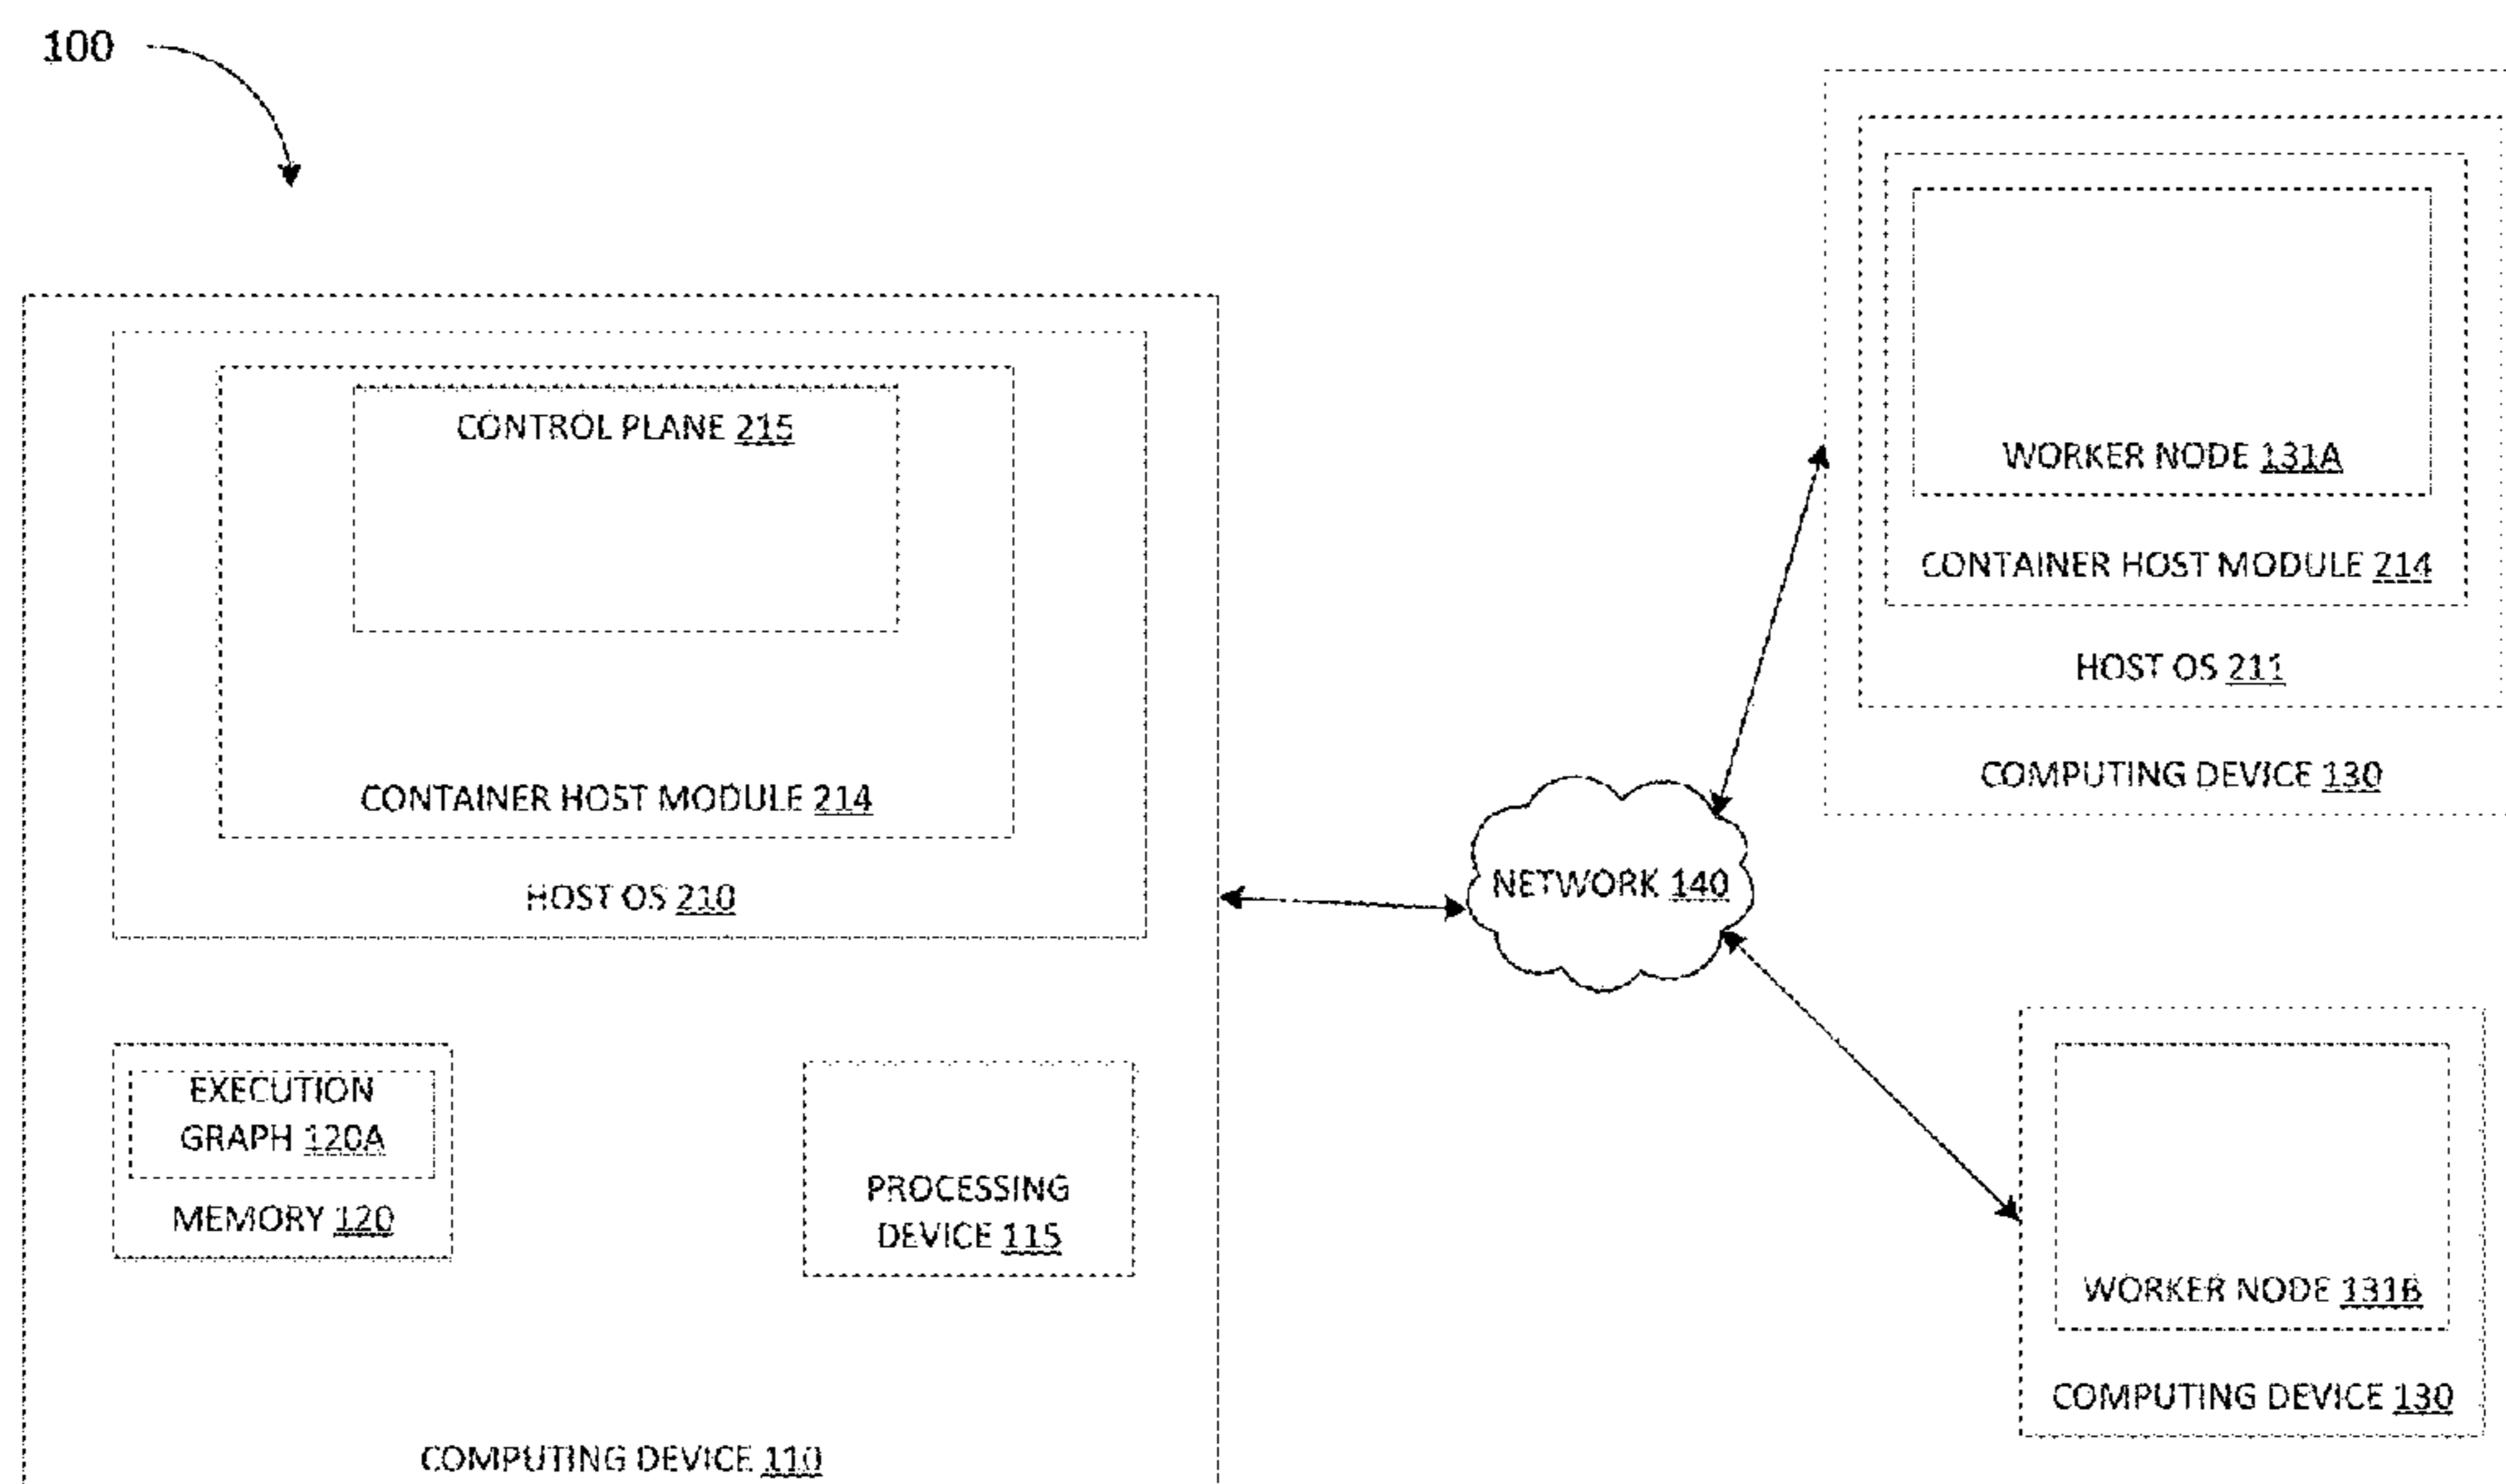 100
CONTROL PLANE 215
CONTAINER HOST MODULE 214
HOST OS 210
EXECUTION
GRAPH 120A
MEMORY 120
PROCESSING
DEVICE 115
COMPUTING DEVICE 110
NETWORK 140
WORKER NODE 131A
CONTAINER HOST MODULE 214
HOST OS 211
COMPUTING DEVICE 130
WORKER NODE 131B
COMPUTING DEVICE 130